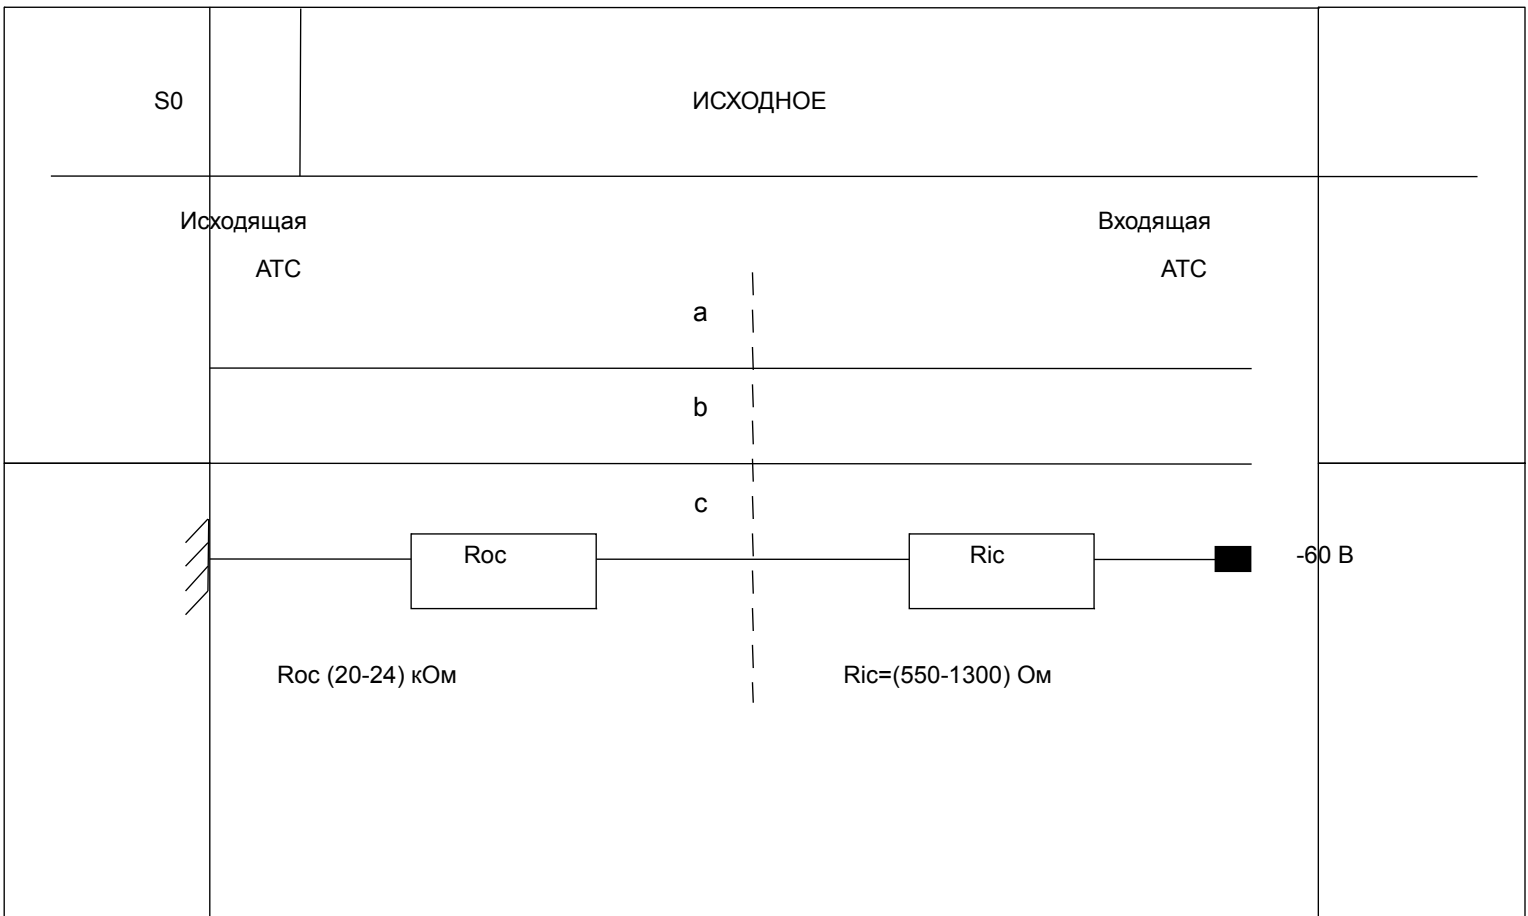 S0 ИСХОДНОЕ
Исходящая Входящая
АТС АТС
a
b
c
Roc Ric -60 В
Roc (20-24) кОм Ric=(550-1300) Ом